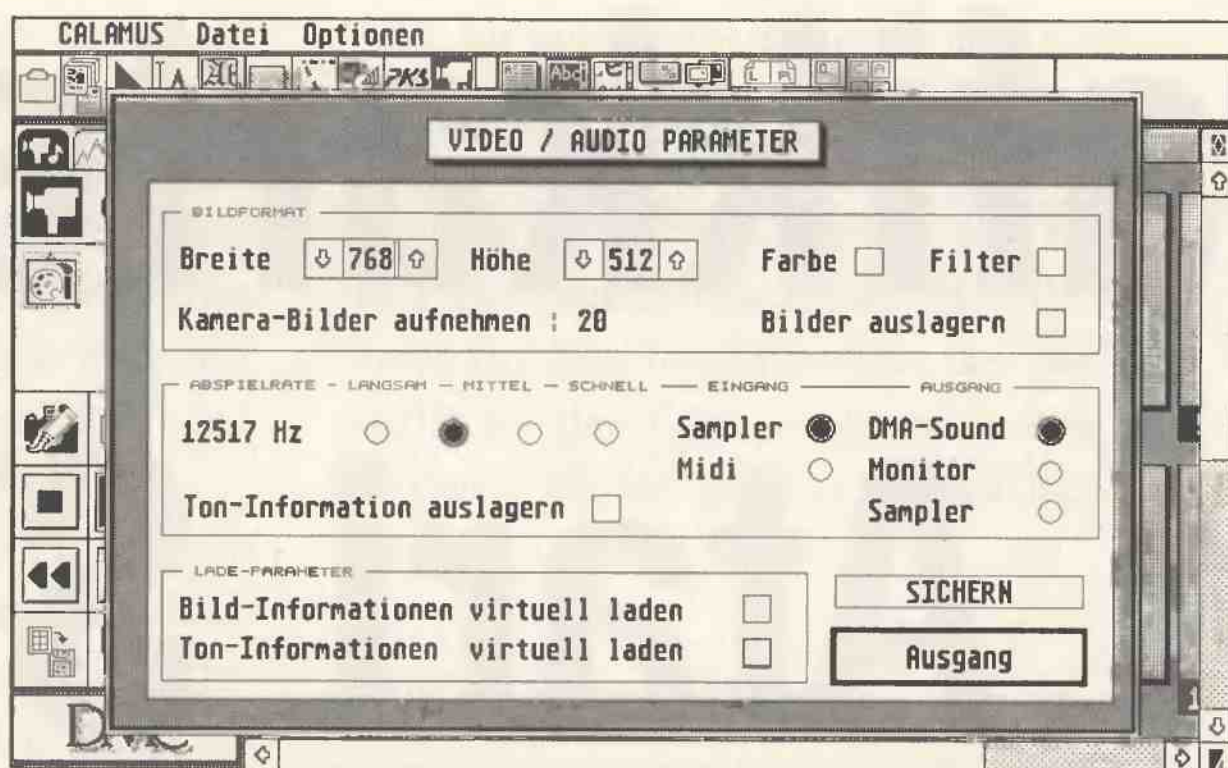 CALAMUS Datei Optionen
PKS
Abc
VIDEO / AUDIO PARAMETER
BILDFORMAT
Breite 768 Höhe 512 Farbe Filter
Kamera-Bilder aufnehmen : 20 Bilder auslagern
ABSPIELRATE - LANGSAM - MITTEL - SCHNELL EINGANG AUSGANG
12517 Hz Sampler DMA-Sound
Midi Monitor
Ton-Information auslagern Sampler
LADE-PARAMETER
Bild-Informationen virtuell laden SICHERN
Ton-Informationen virtuell laden Ausgang